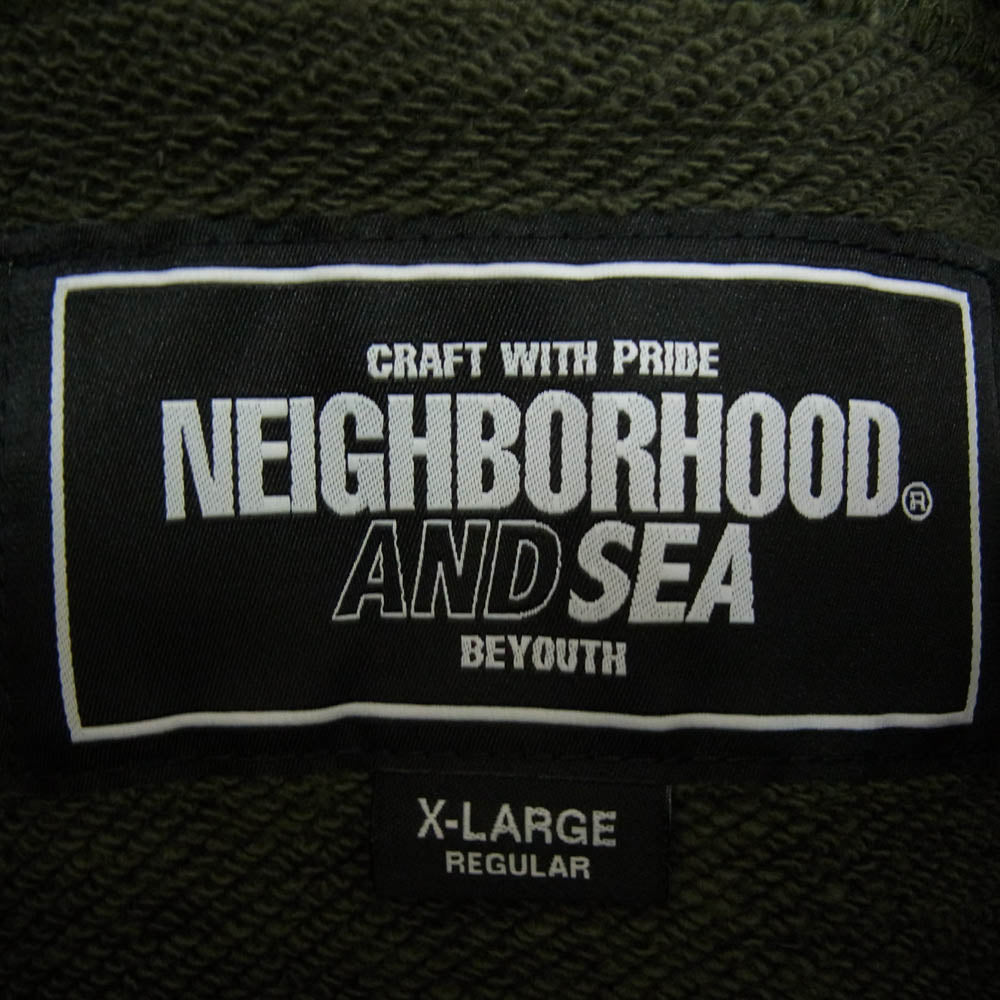 CRAFT WITH PRIDE
NEIGHBORHOOD®
AND SEA
BEYOUTH
X-LARGE
REGULAR